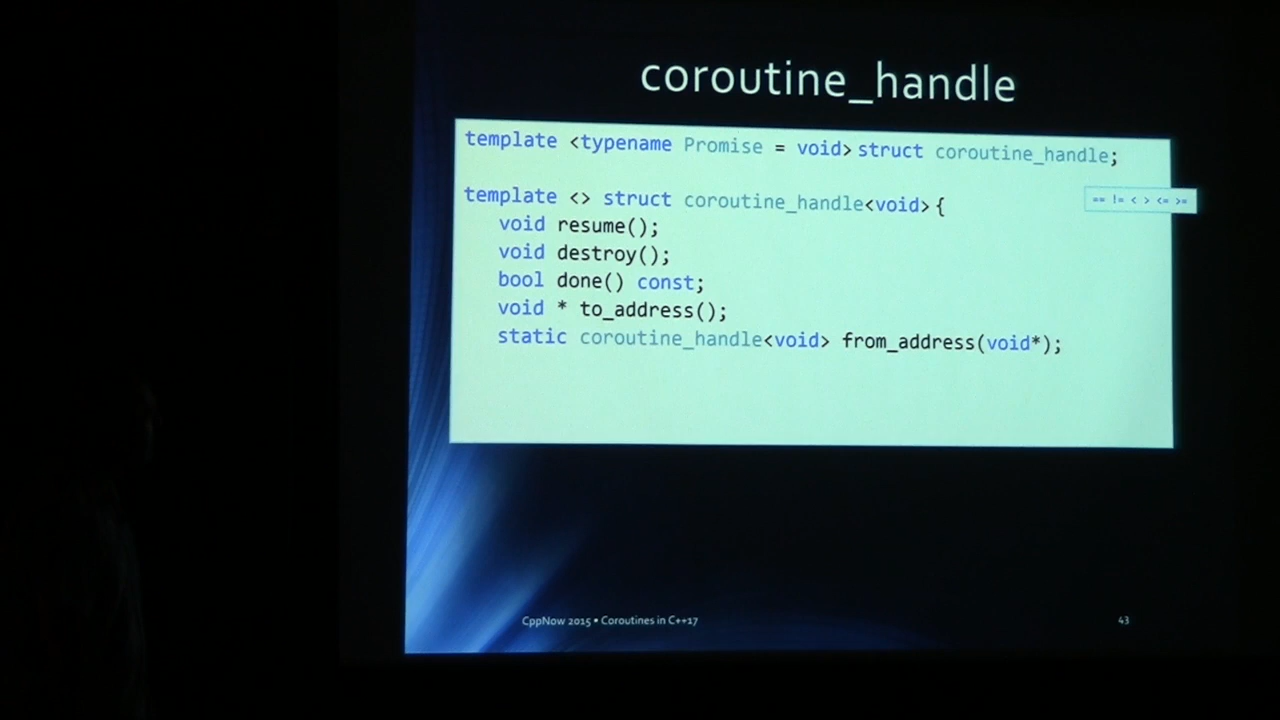 coroutine_handle
template <typename Promise = void> struct coroutine_handle;
template <> struct coroutine_handle<void> {
== != < > <= >=
void resume();
void destroy();
bool done() const;
void * to_address();
static coroutine_handle<void> from_address(void*);
CppNow 2015 • Coroutines in C++17
43